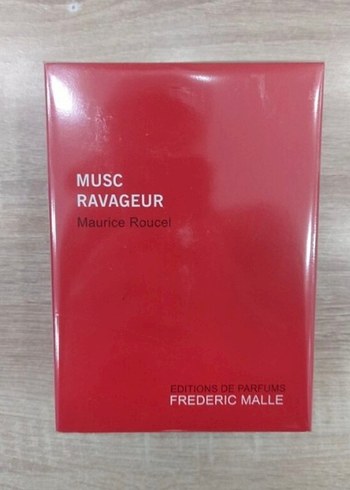 MUSC
RAVAGEUR
Maurice Roucel
EDITIONS DE PARFUMS
FREDERIC MALLE